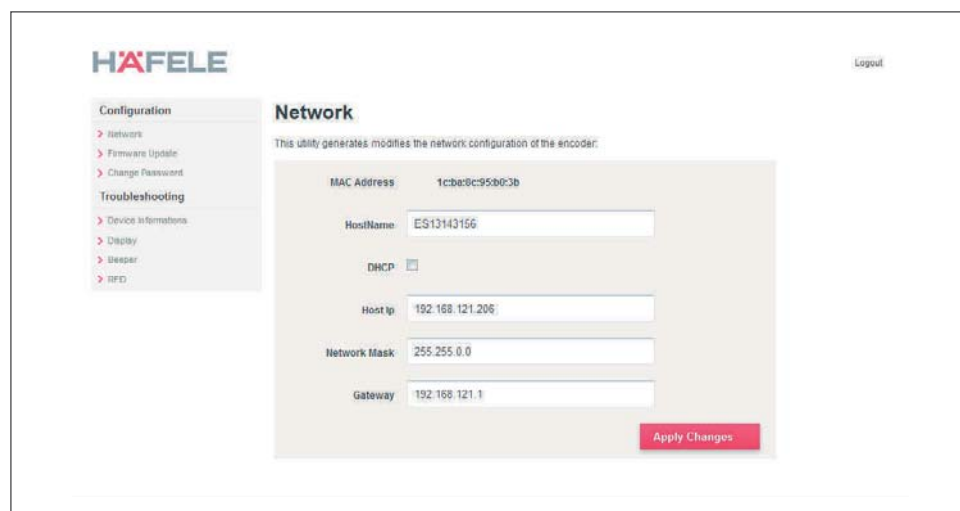 HÄFELE
Logout
Configuration
Network
Firmware Update
Change Password
Troubleshooting
Device Informations
Display
Beeper
RFID
Network
This utility generates modifies the network configuration of the encoder:
MAC Address 1c:ba:8c:95:b0:3b
HostName ES13143156
DHCP
Host Ip 192.168.121.206
Network Mask 255.255.0.0
Gateway 192.168.121.1
Apply Changes